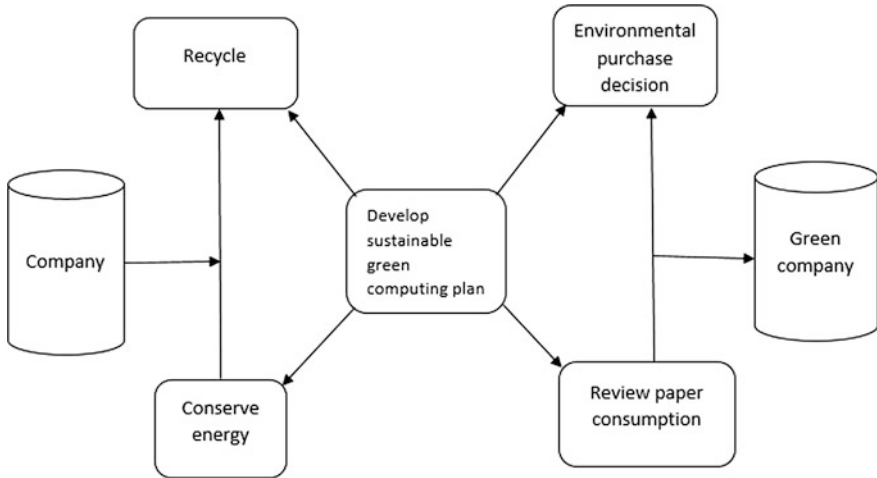 Recycle
Environmental
purchase
decision
Company
Develop
sustainable
green
computing plan
Green
company
Conserve
energy
Review paper
consumption